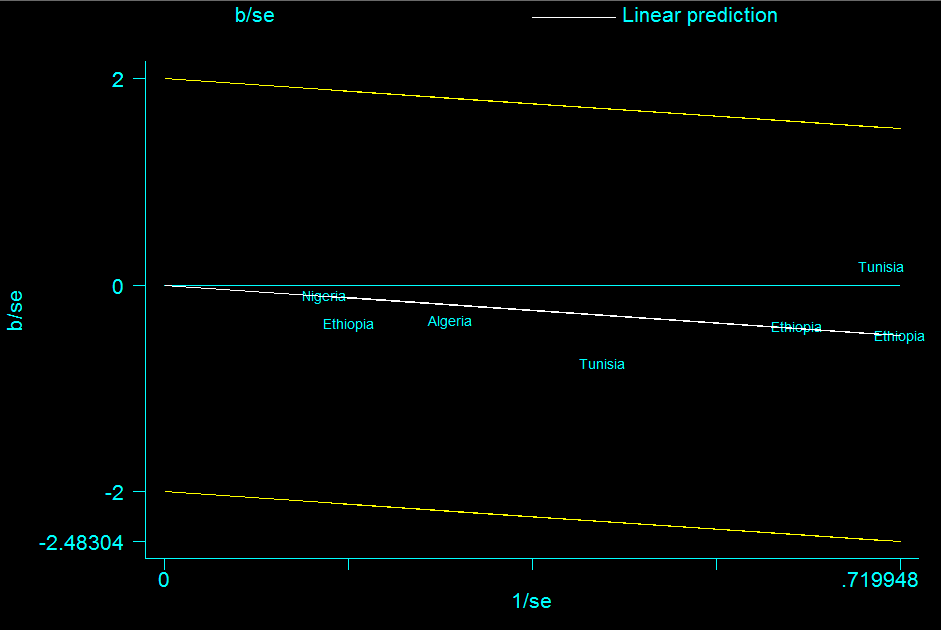 b/se Linear prediction
2
Tunisia
0
Nigeria
Ethiopia Algeria Ethiopia
Ethiopia
Tunisia
b/se
-2
-2.48304
0 .719948
1/se